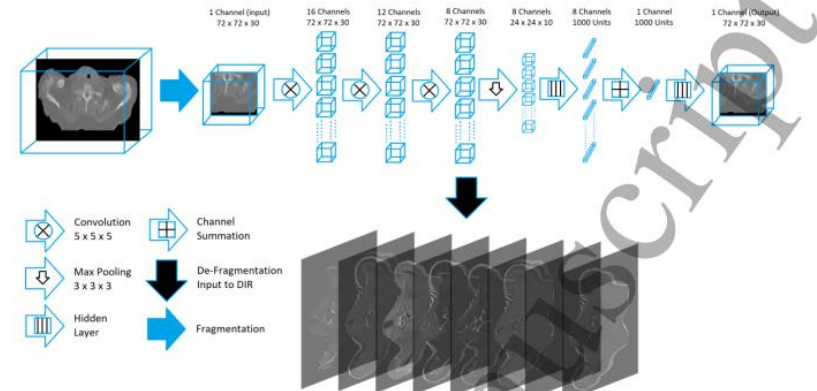 1 Channel (input)
72 x 72 x 30
16 Channels
72 x 72 x 30
12 Channels
72 x 72 x 30
8 Channels
72 x 72 x 30
8 Channels
24 x 24 x 10
8 Channels
1000 Units
1 Channel
1000 Units
1 Channel (Output)
72 x 72 x 30
Convolution
5 x 5 x 5
Channel
Summation
Max Pooling
3 x 3 x 3
De-Fragmentation
Input to DIR
Hidden
Layer
Fragmentation
uscript